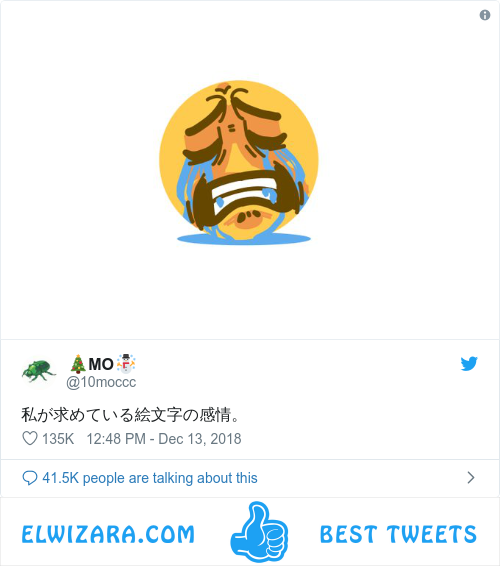 🎄MO☃️
@10moccc
私が求めている絵文字の感情。
135K 12:48 PM - Dec 13, 2018
41.5K people are talking about this
ELWIZARA.COM BEST TWEETS